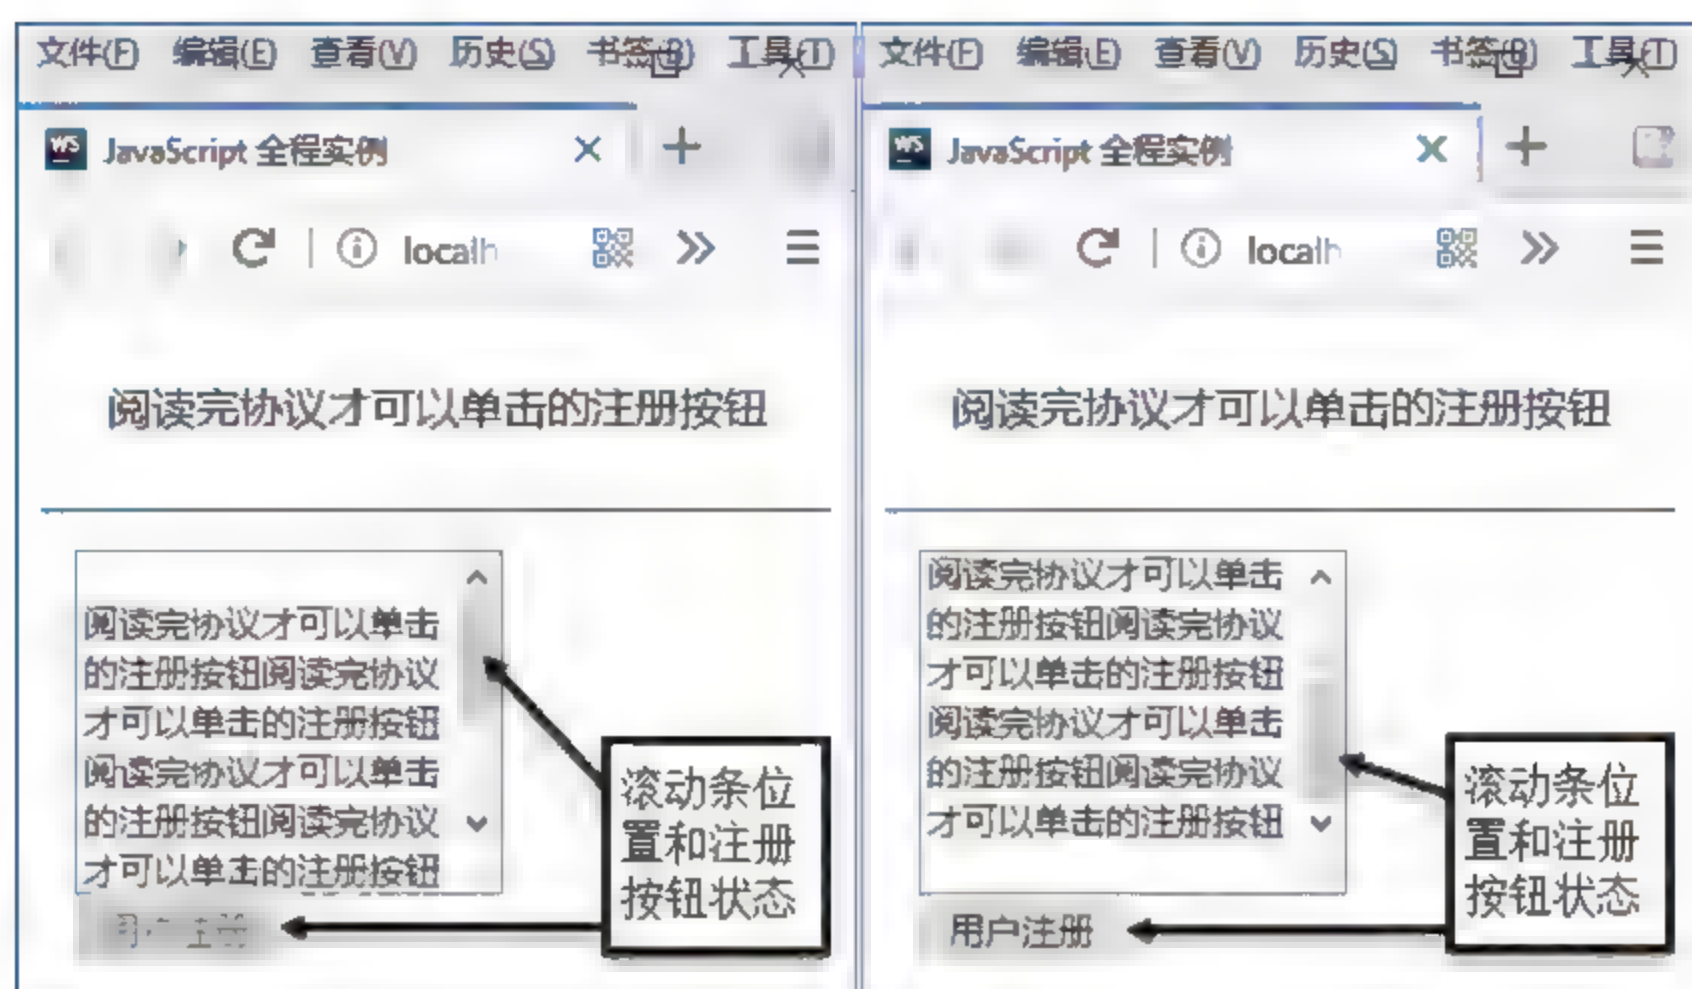 文件(F) 编辑(E) 查看(V) 历史(S) 书签(B) 工具(T)
JavaScript 全程实例
localh
阅读完协议才可以单击的注册按钮
阅读完协议才可以单击
的注册按钮阅读完协议
才可以单击的注册按钮
阅读完协议才可以单击
的注册按钮阅读完协议
才可以单击的注册按钮
滚动条位
置和注册
按钮状态
文件(F) 编辑(E) 查看(V) 历史(S) 书签(B) 工具(T)
JavaScript 全程实例
localh
阅读完协议才可以单击的注册按钮
阅读完协议才可以单击
的注册按钮阅读完协议
才可以单击的注册按钮
阅读完协议才可以单击
的注册按钮阅读完协议
才可以单击的注册按钮
用户注册
滚动条位
置和注册
按钮状态